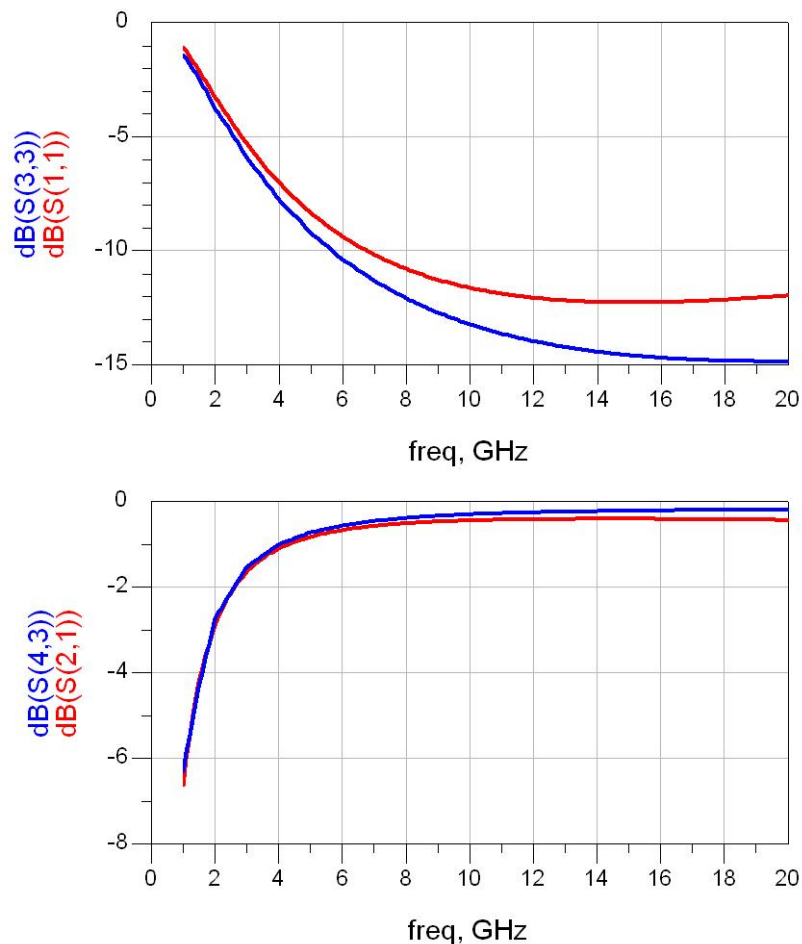 dB(S(3,3))
dB(S(1,1))
0
-5
-10
-15
0 2 4 6 8 10 12 14 16 18 20
freq, GHz
dB(S(4,3))
dB(S(2,1))
0
-2
-4
-6
-8
0 2 4 6 8 10 12 14 16 18 20
freq, GHz